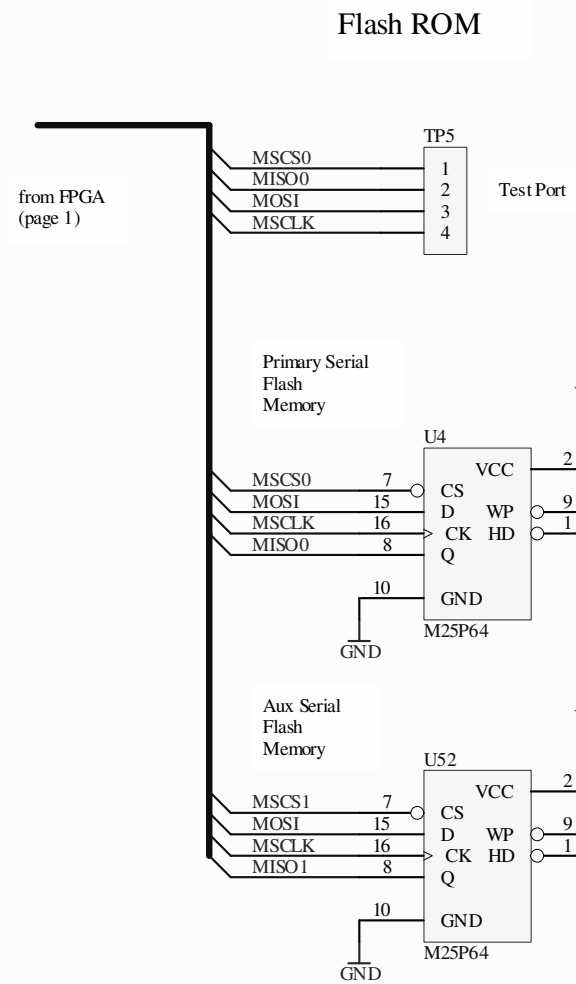 Flash ROM
TP5
MSCS0 1
MISO0 2
MOSI 3
MSCLK 4
Test Port
from FPGA
(page 1)
Primary Serial
Flash
Memory
U4
VCC 2
MSCS0 7 CS
MOSI 15 D WP 9
MSCLK 16 CK HD 1
MISO0 8 Q
10 GND
GND
M25P64
Aux Serial
Flash
Memory
U52
VCC 2
MSCS1 7 CS
MOSI 15 D WP 9
MSCLK 16 CK HD 1
MISO1 8 Q
10 GND
GND
M25P64